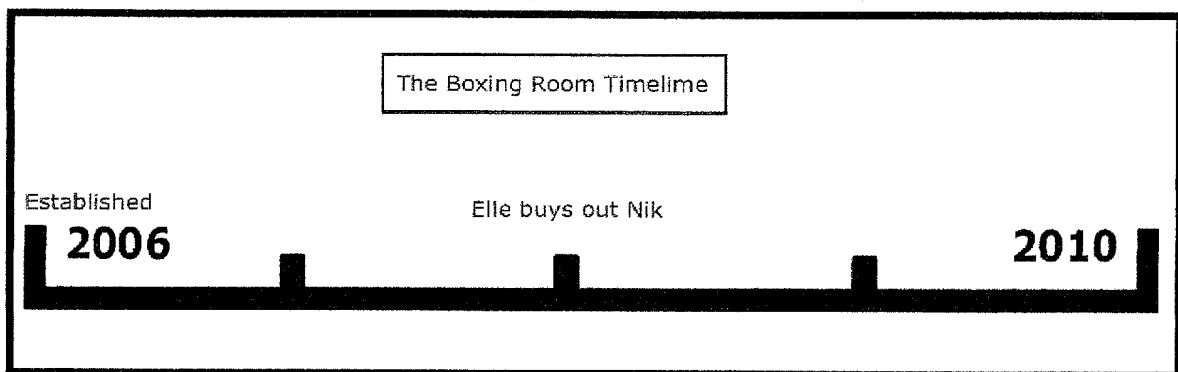 The Boxing Room Timelime
Established
Elle buys out Nik
2006
2010